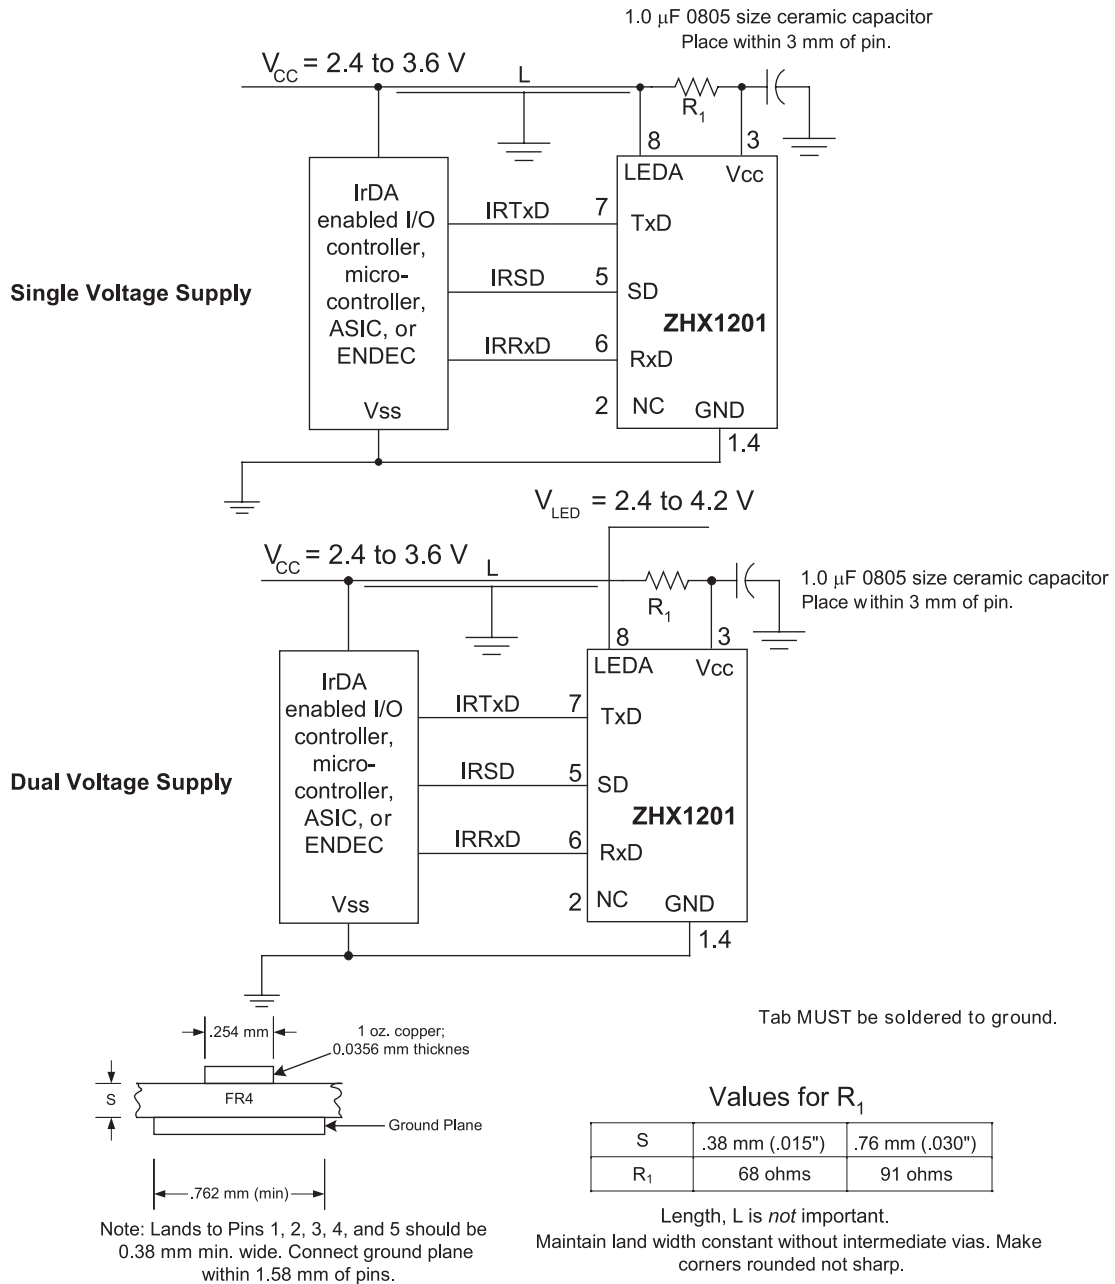 1.0 μF 0805 size ceramic capacitor
Place within 3 mm of pin.
VCC = 2.4 to 3.6 V
L
R1
8
3
LEDA
Vcc
IrDA
enabled I/O
controller,
micro-
controller,
ASIC, or
ENDEC
Vss
IRTxD
7
TxD
IRSD
5
SD
Single Voltage Supply
ZHX1201
IRRxD
6
RxD
2
NC
GND
1.4
VLED = 2.4 to 4.2 V
VCC = 2.4 to 3.6 V
L
R1
1.0 μF 0805 size ceramic capacitor
Place within 3 mm of pin.
8
3
LEDA
Vcc
IrDA
enabled I/O
controller,
micro-
controller,
ASIC, or
ENDEC
Vss
IRTxD
7
TxD
IRSD
5
SD
Dual Voltage Supply
ZHX1201
IRRxD
6
RxD
2
NC
GND
1.4
.254 mm
1 oz. copper;
0.0356 mm thicknes
S
FR4
Ground Plane
.762 mm (min)
Note: Lands to Pins 1, 2, 3, 4, and 5 should be
0.38 mm min. wide. Connect ground plane
within 1.58 mm of pins.
Tab MUST be soldered to ground.
Values for R1
S .38 mm (.015") .76 mm (.030")
R1 68 ohms 91 ohms
Length, L is not important.
Maintain land width constant without intermediate vias. Make
corners rounded not sharp.